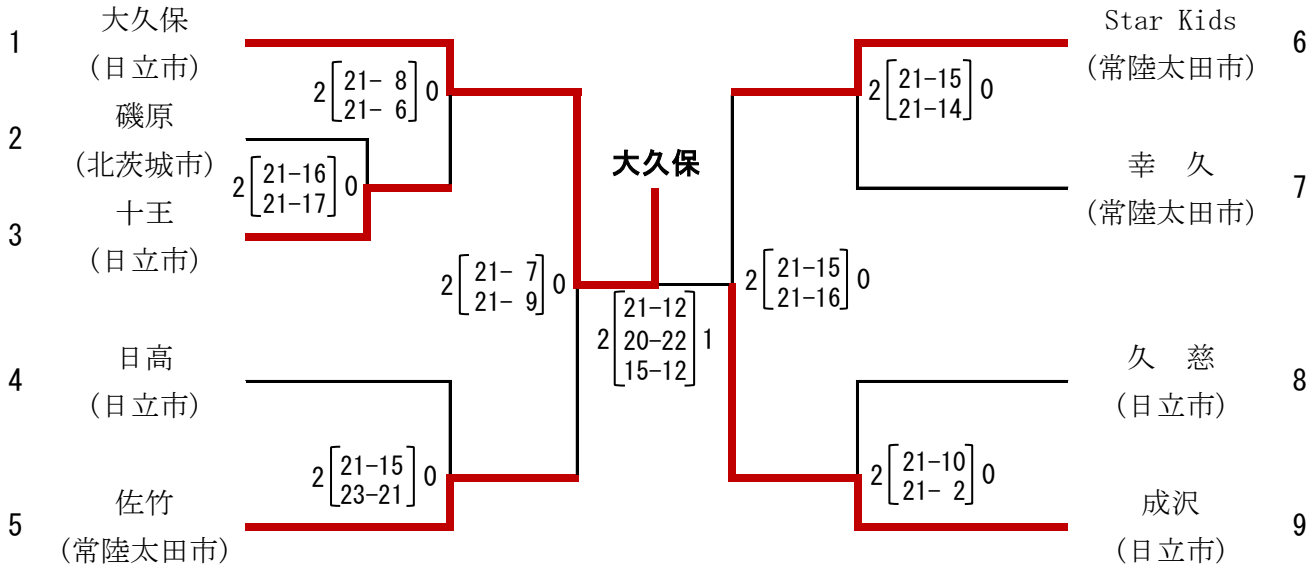 1 大久保
(日立市)
2[21- 8
21- 6]0
2 磯原
(北茨城市)
2[21-16
21-17]0
3 十王
(日立市)
2[21- 7
21- 9]0
4 日高
(日立市)
2[21-15
23-21]0
5 佐竹
(常陸太田市)
大久保
2[21-12
20-22
15-12]1
Star Kids 6
(常陸太田市)
2[21-15
21-14]0
幸 久 7
(常陸太田市)
2[21-15
21-16]0
久 慈 8
(日立市)
2[21-10
21- 2]0
成沢 9
(日立市)